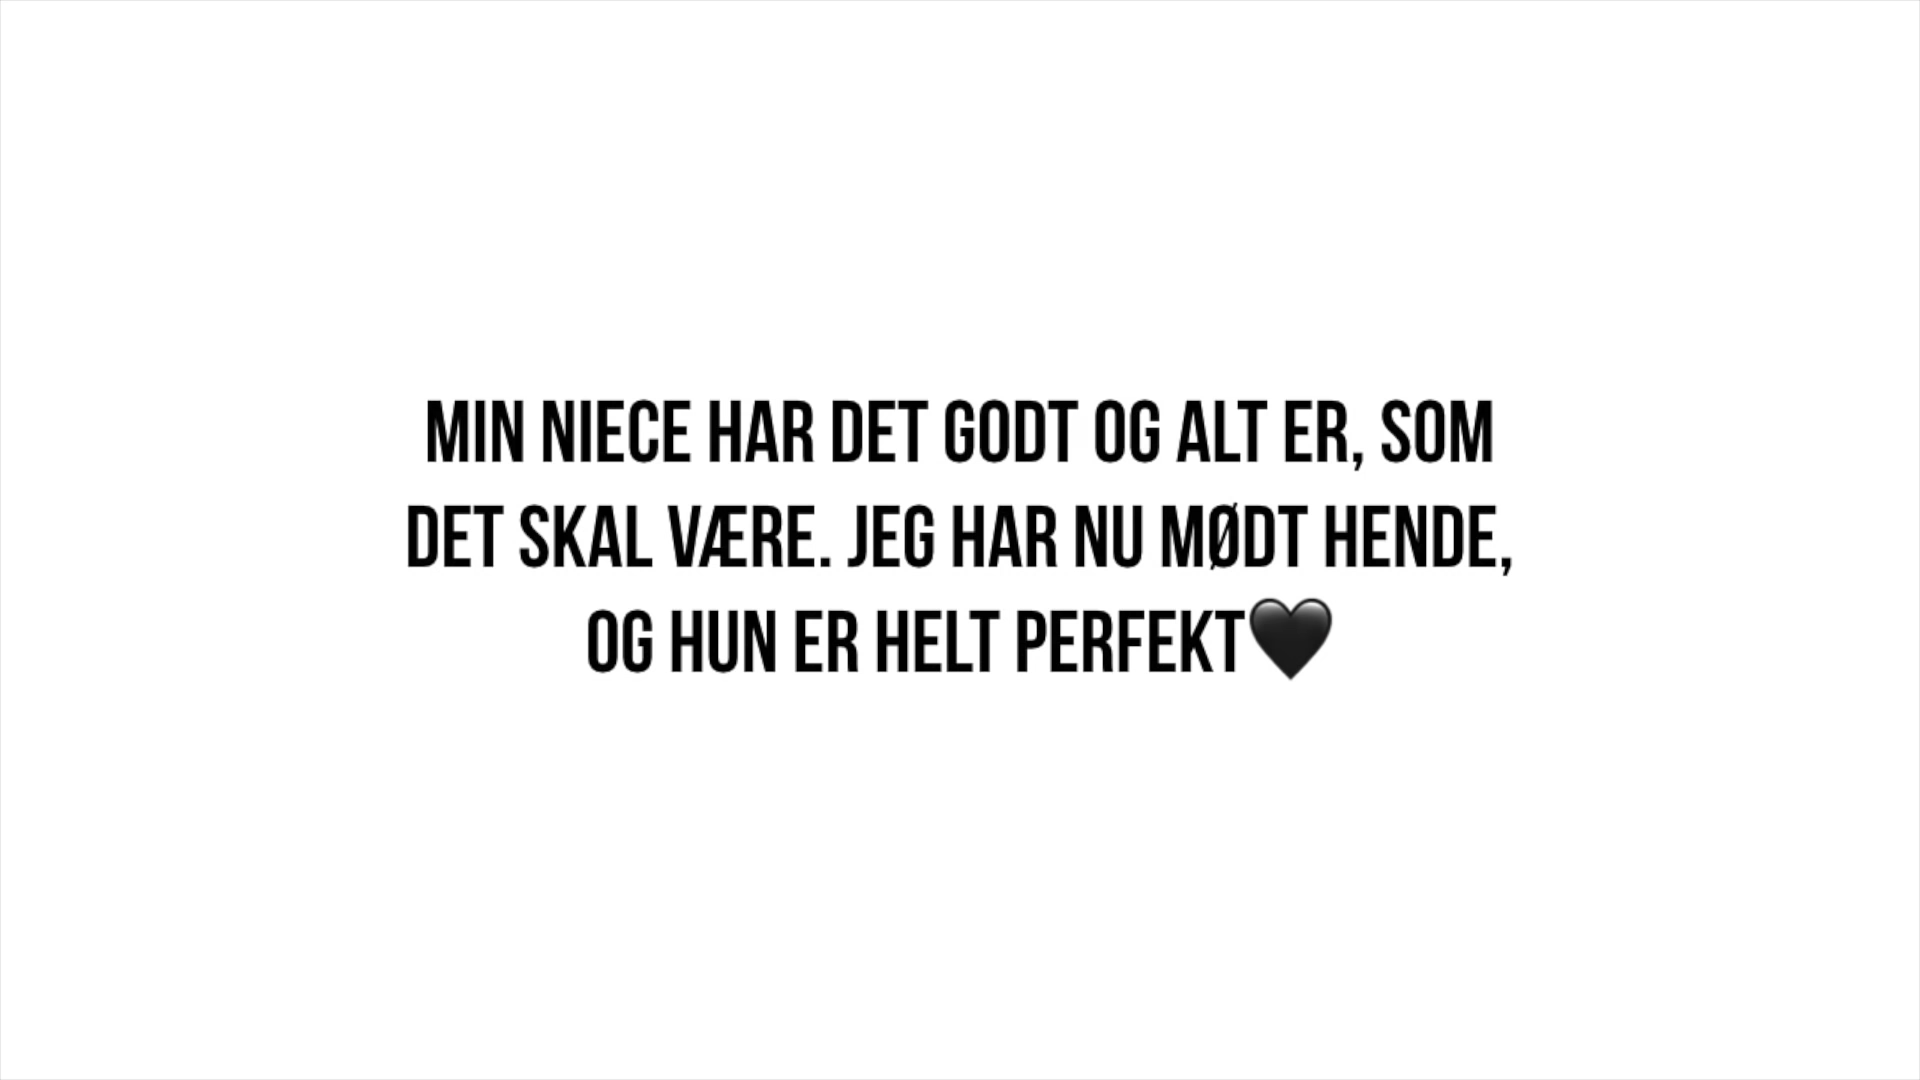 MIN NIECE HAR DET GODT OG ALT ER, SOM
DET SKAL VÆRE. JEG HAR NU MØDT HENDE,
OG HUN ER HELT PERFEKT🖤